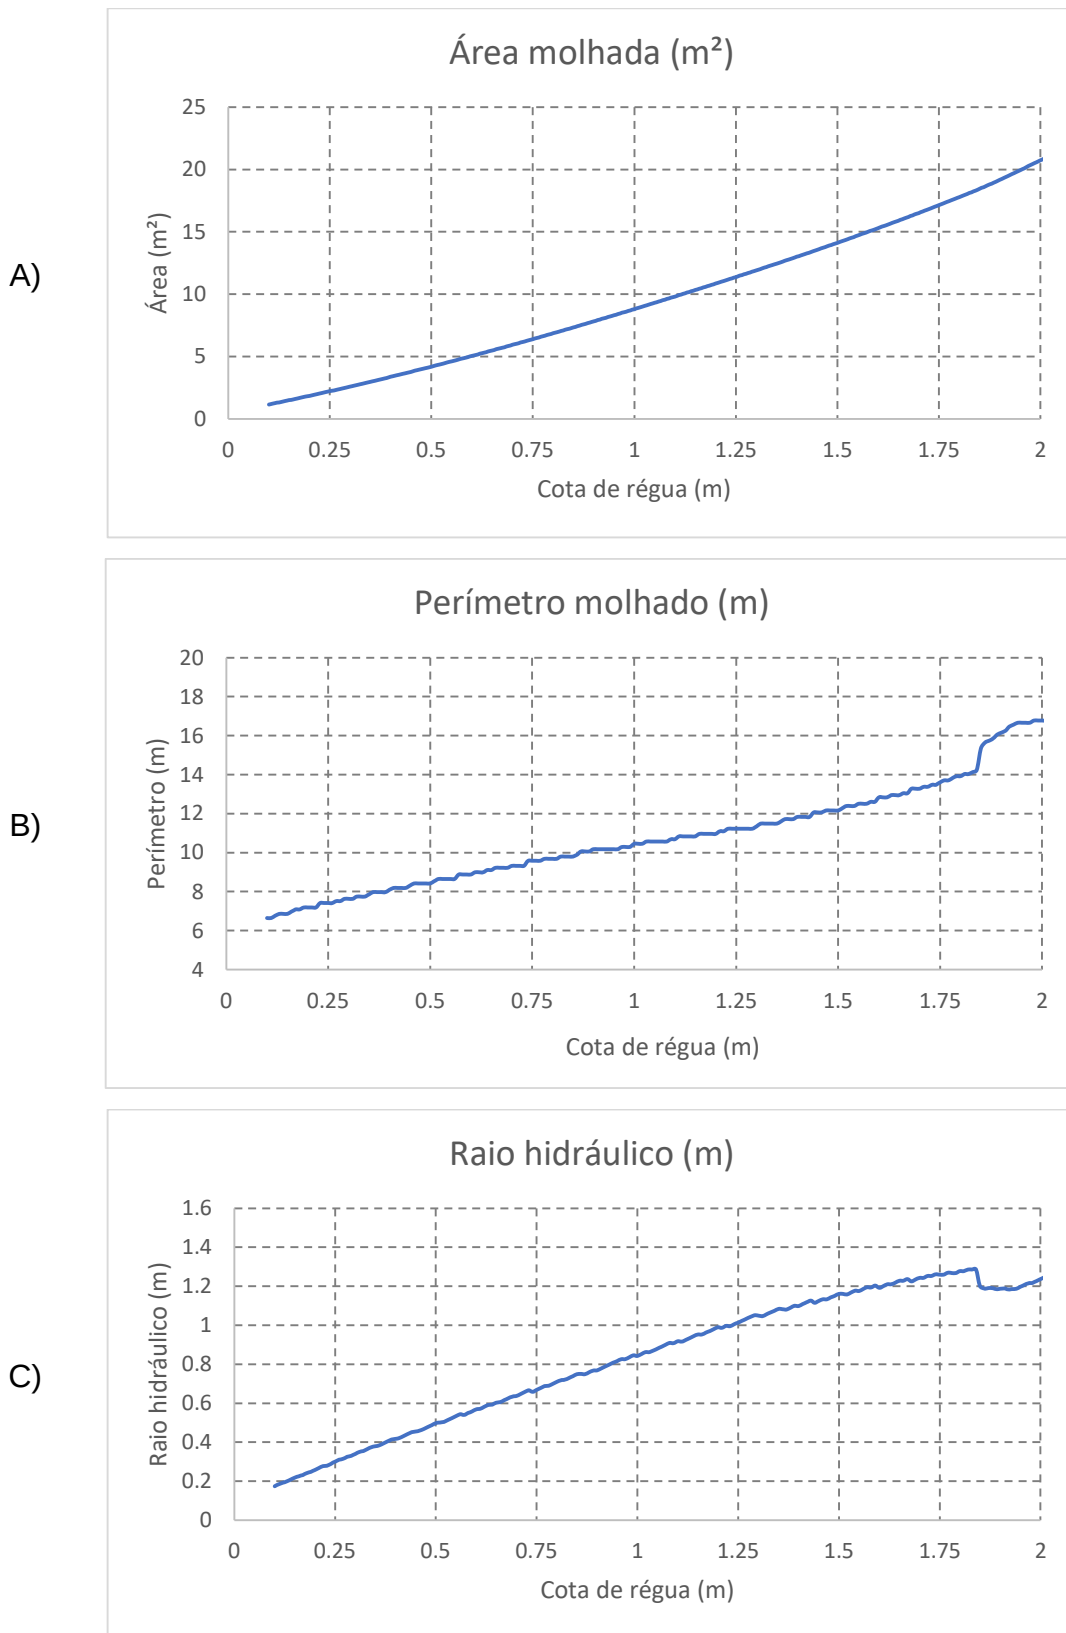 A)
Área molhada (m²)
Área (m²)
25
20
15
10
5
0
0 0.25 0.5 0.75 1 1.25 1.5 1.75 2
Cota de régua (m)
B)
Perímetro molhado (m)
Perímetro (m)
20
18
16
14
12
10
8
6
4
0 0.25 0.5 0.75 1 1.25 1.5 1.75 2
Cota de régua (m)
C)
Raio hidráulico (m)
Raio hidráulico (m)
1.6
1.4
1.2
1
0.8
0.6
0.4
0.2
0
0 0.25 0.5 0.75 1 1.25 1.5 1.75 2
Cota de régua (m)